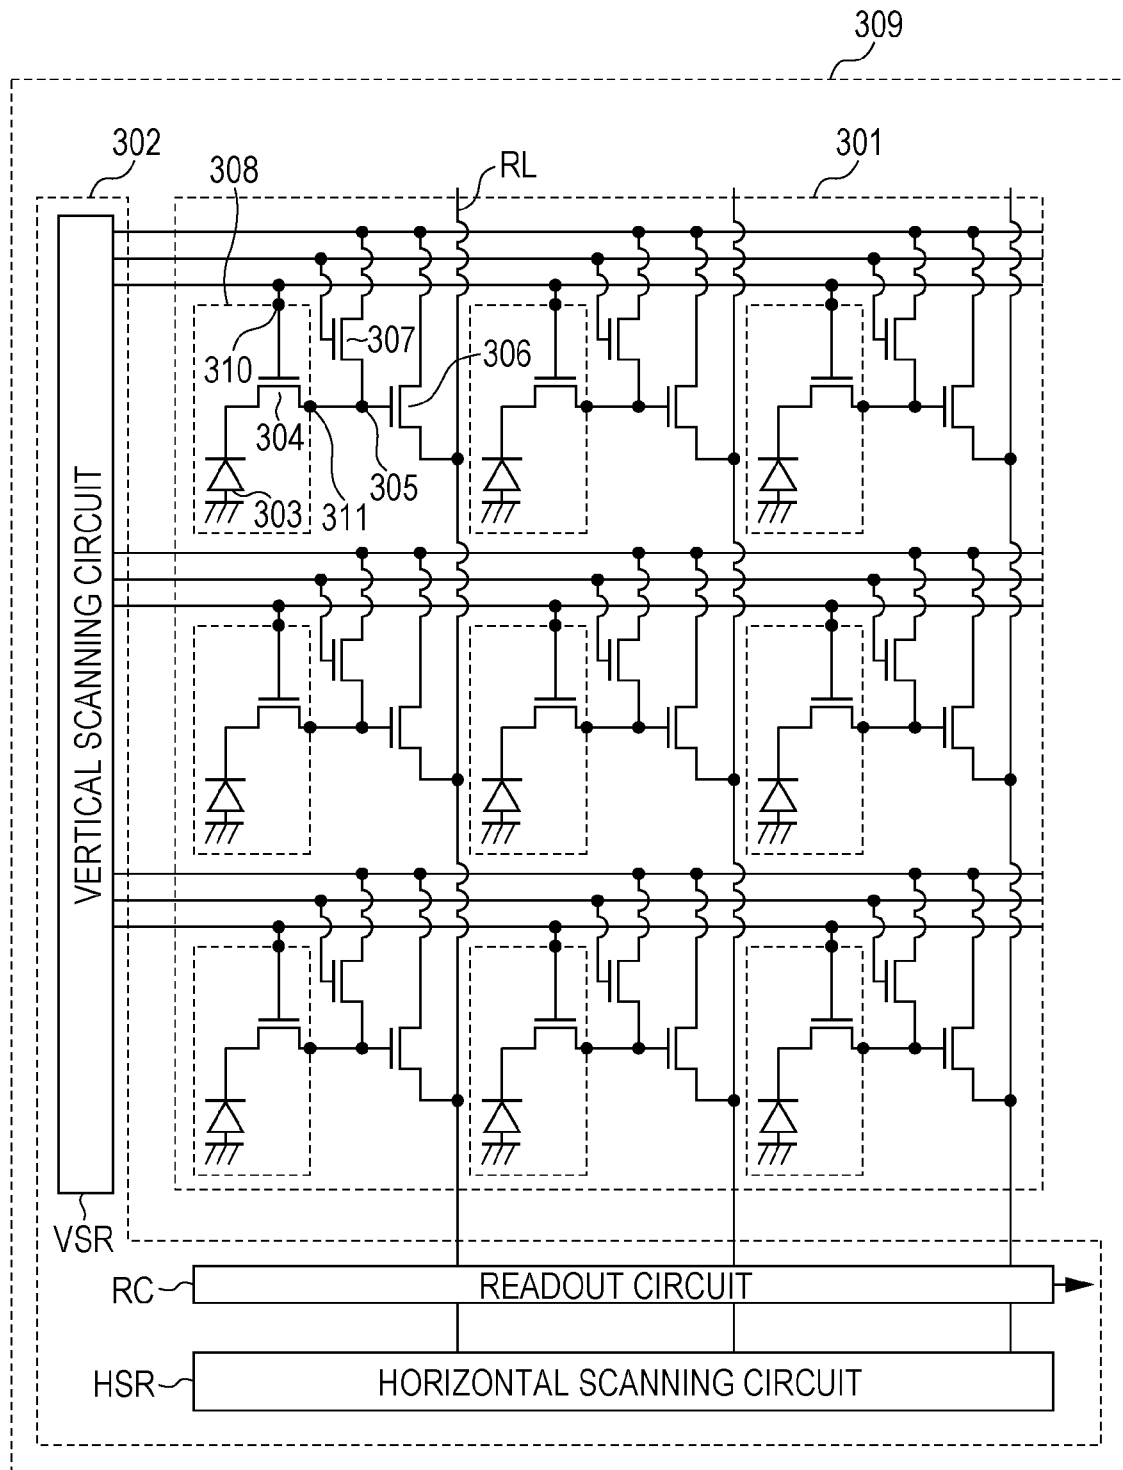 309
302
308
RL
301
310
307
306
304
305
303
311
VERTICAL SCANNING CIRCUIT
VSR
RC
READOUT CIRCUIT
HSR
HORIZONTAL SCANNING CIRCUIT